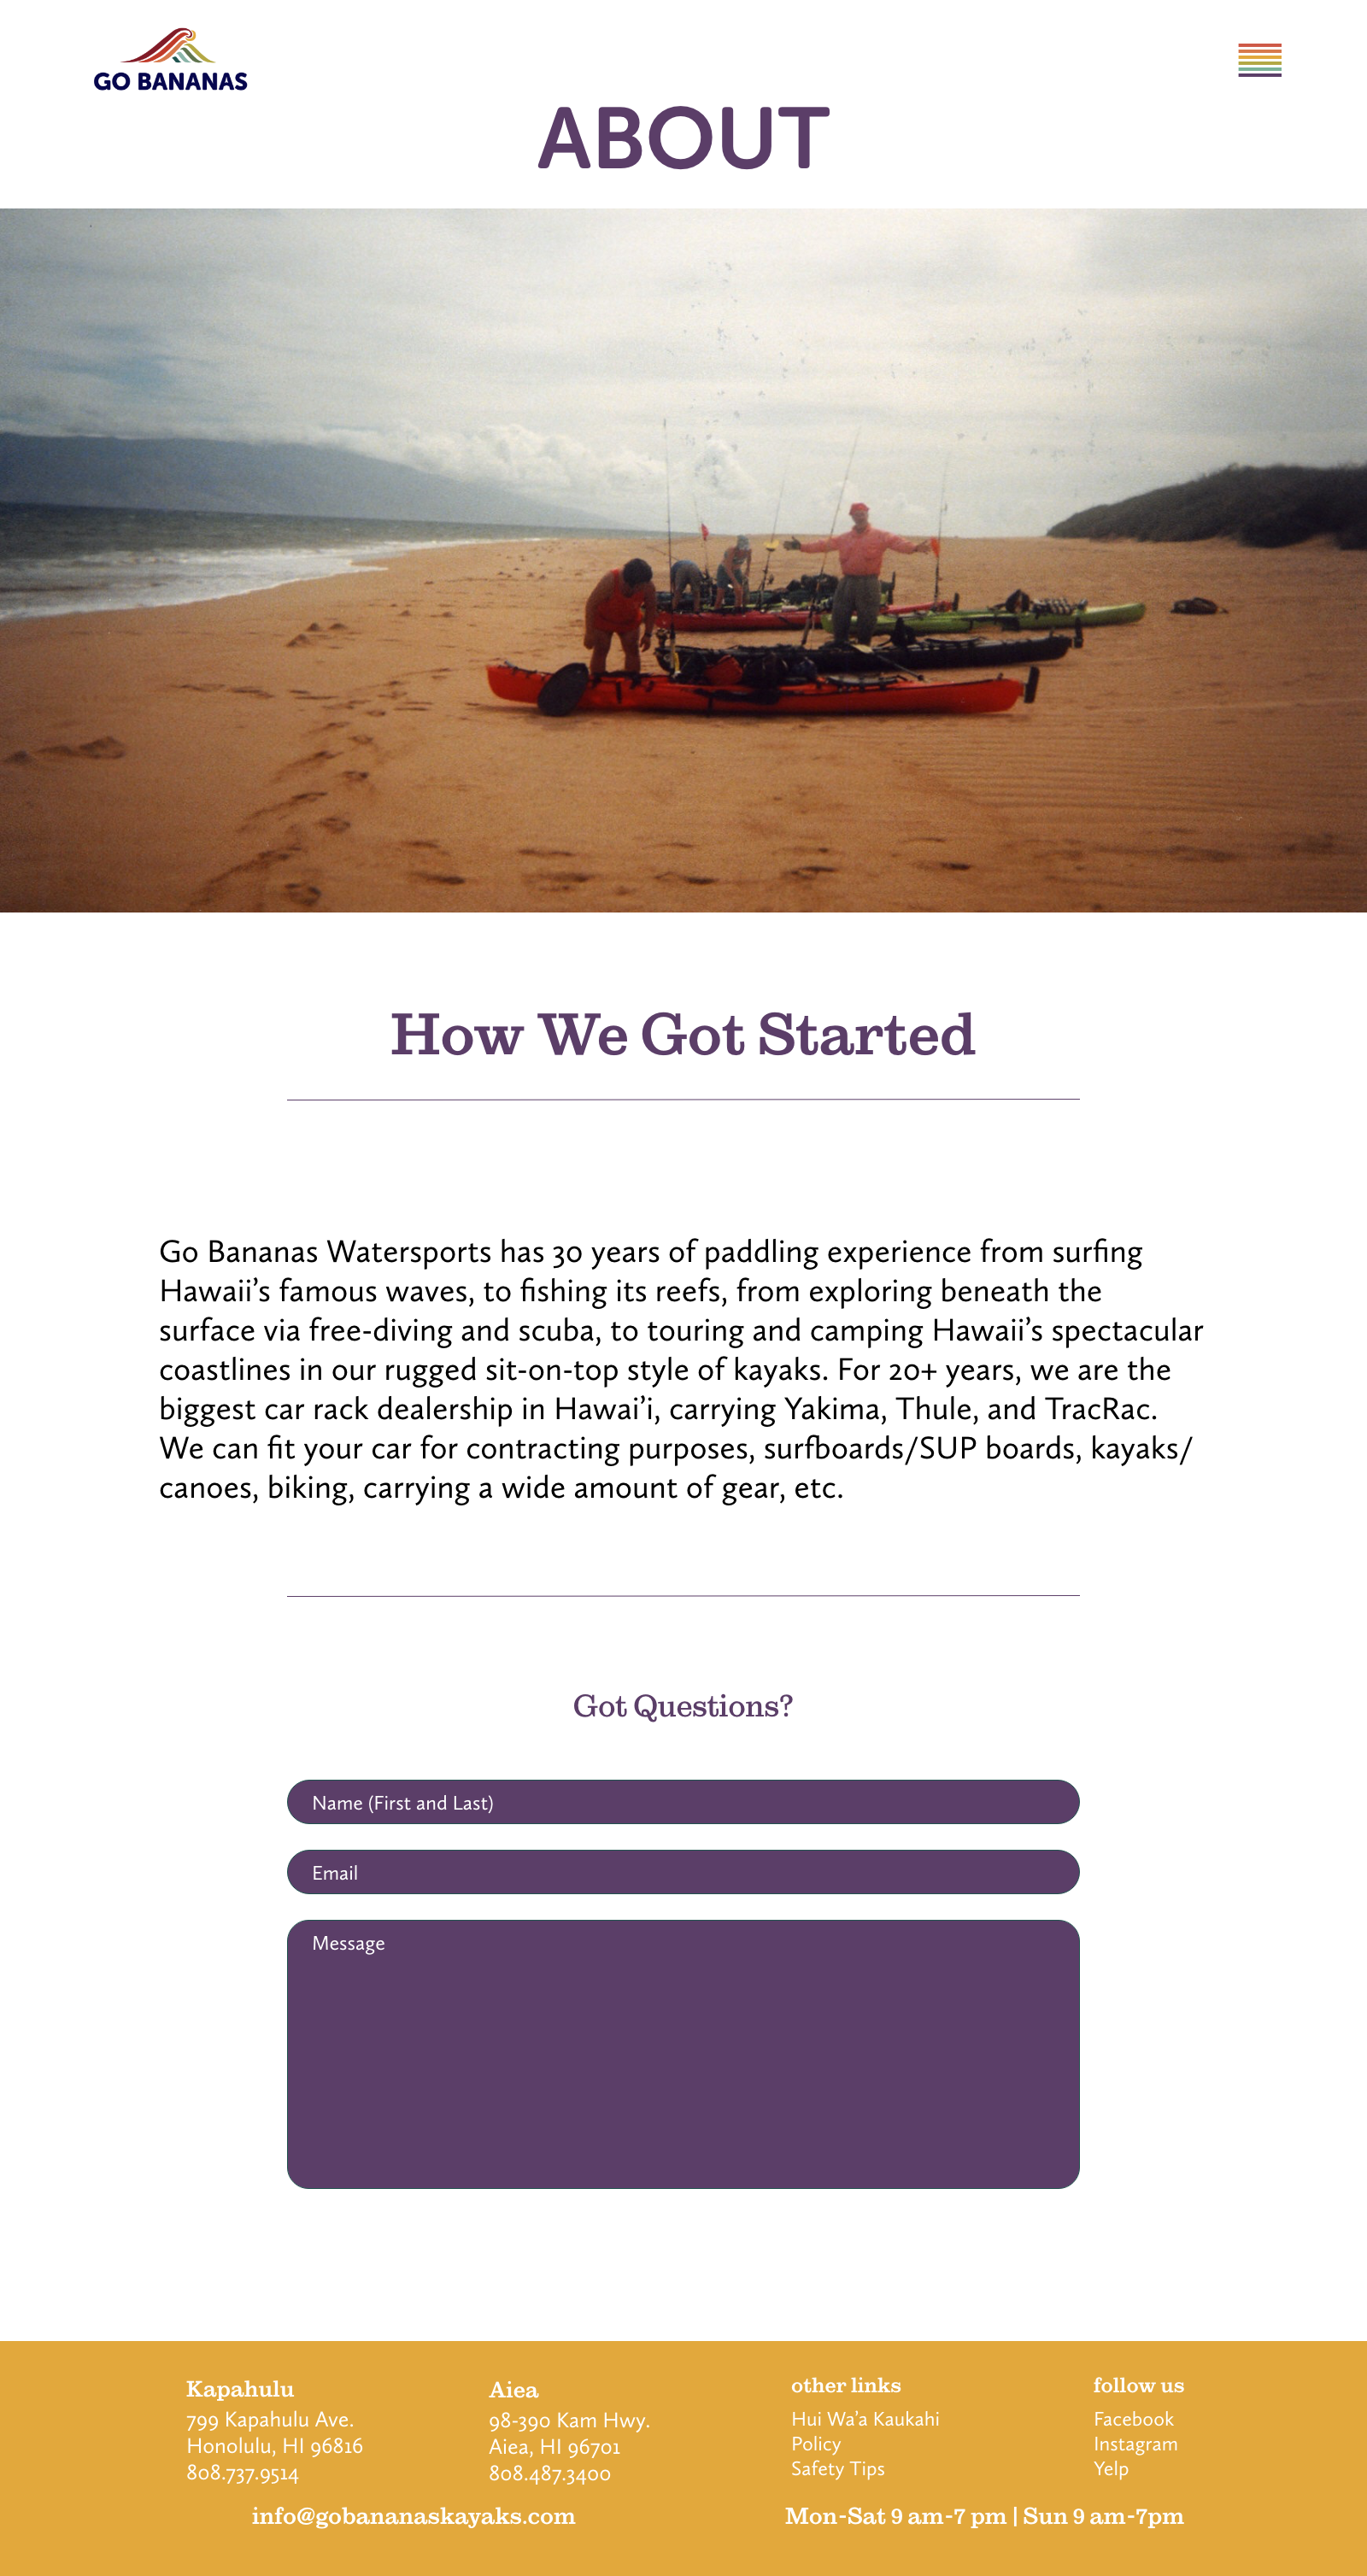 GO BANANAS
ABOUT
How We Got Started
Go Bananas Watersports has 30 years of paddling experience from surfing
Hawaii’s famous waves, to fishing its reefs, from exploring beneath the
surface via free-diving and scuba, to touring and camping Hawaii’s spectacular
coastlines in our rugged sit-on-top style of kayaks. For 20+ years, we are the
biggest car rack dealership in Hawai’i, carrying Yakima, Thule, and TracRac.
We can fit your car for contracting purposes, surfboards/SUP boards, kayaks/
canoes, biking, carrying a wide amount of gear, etc.
Got Questions?
Name (First and Last)
Email
Message
Kapahulu
799 Kapahulu Ave.
Honolulu, HI 96816
808.737.9514
Aiea
98-390 Kam Hwy.
Aiea, HI 96701
808.487.3400
other links
Hui Wa’a Kaukahi
Policy
Safety Tips
follow us
Facebook
Instagram
Yelp
info@gobananaskayaks.com
Mon-Sat 9 am-7 pm | Sun 9 am-7pm